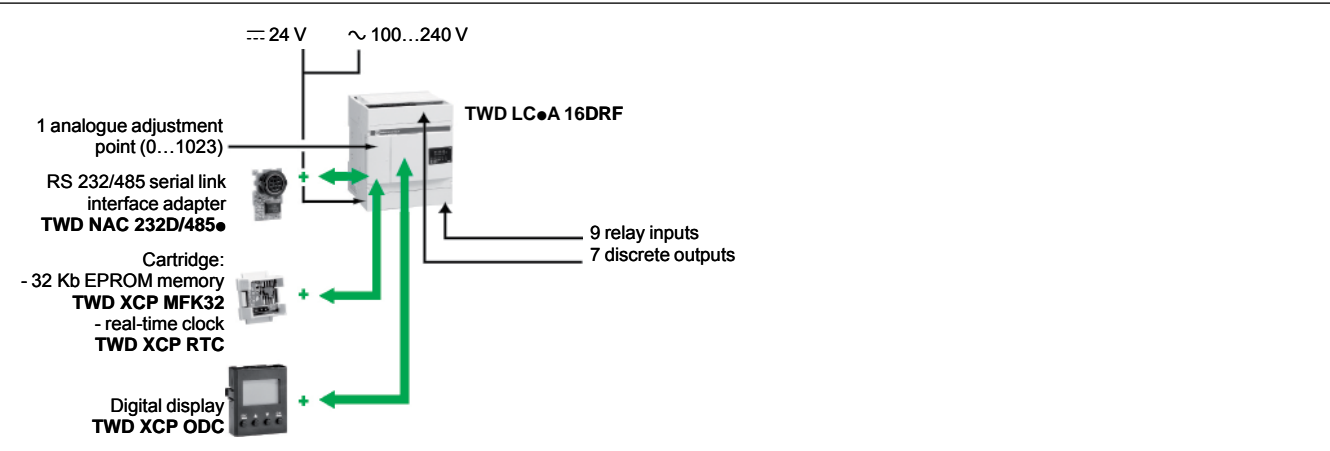 ⎓ 24 V
∿ 100…240 V
TWD LC●A 16DRF
1 analogue adjustment
point (0…1023)
RS 232/485 serial link
interface adapter
TWD NAC 232D/485●
9 relay inputs
7 discrete outputs
Cartridge:
- 32 Kb EPROM memory
TWD XCP MFK32
- real-time clock
TWD XCP RTC
Digital display
TWD XCP ODC